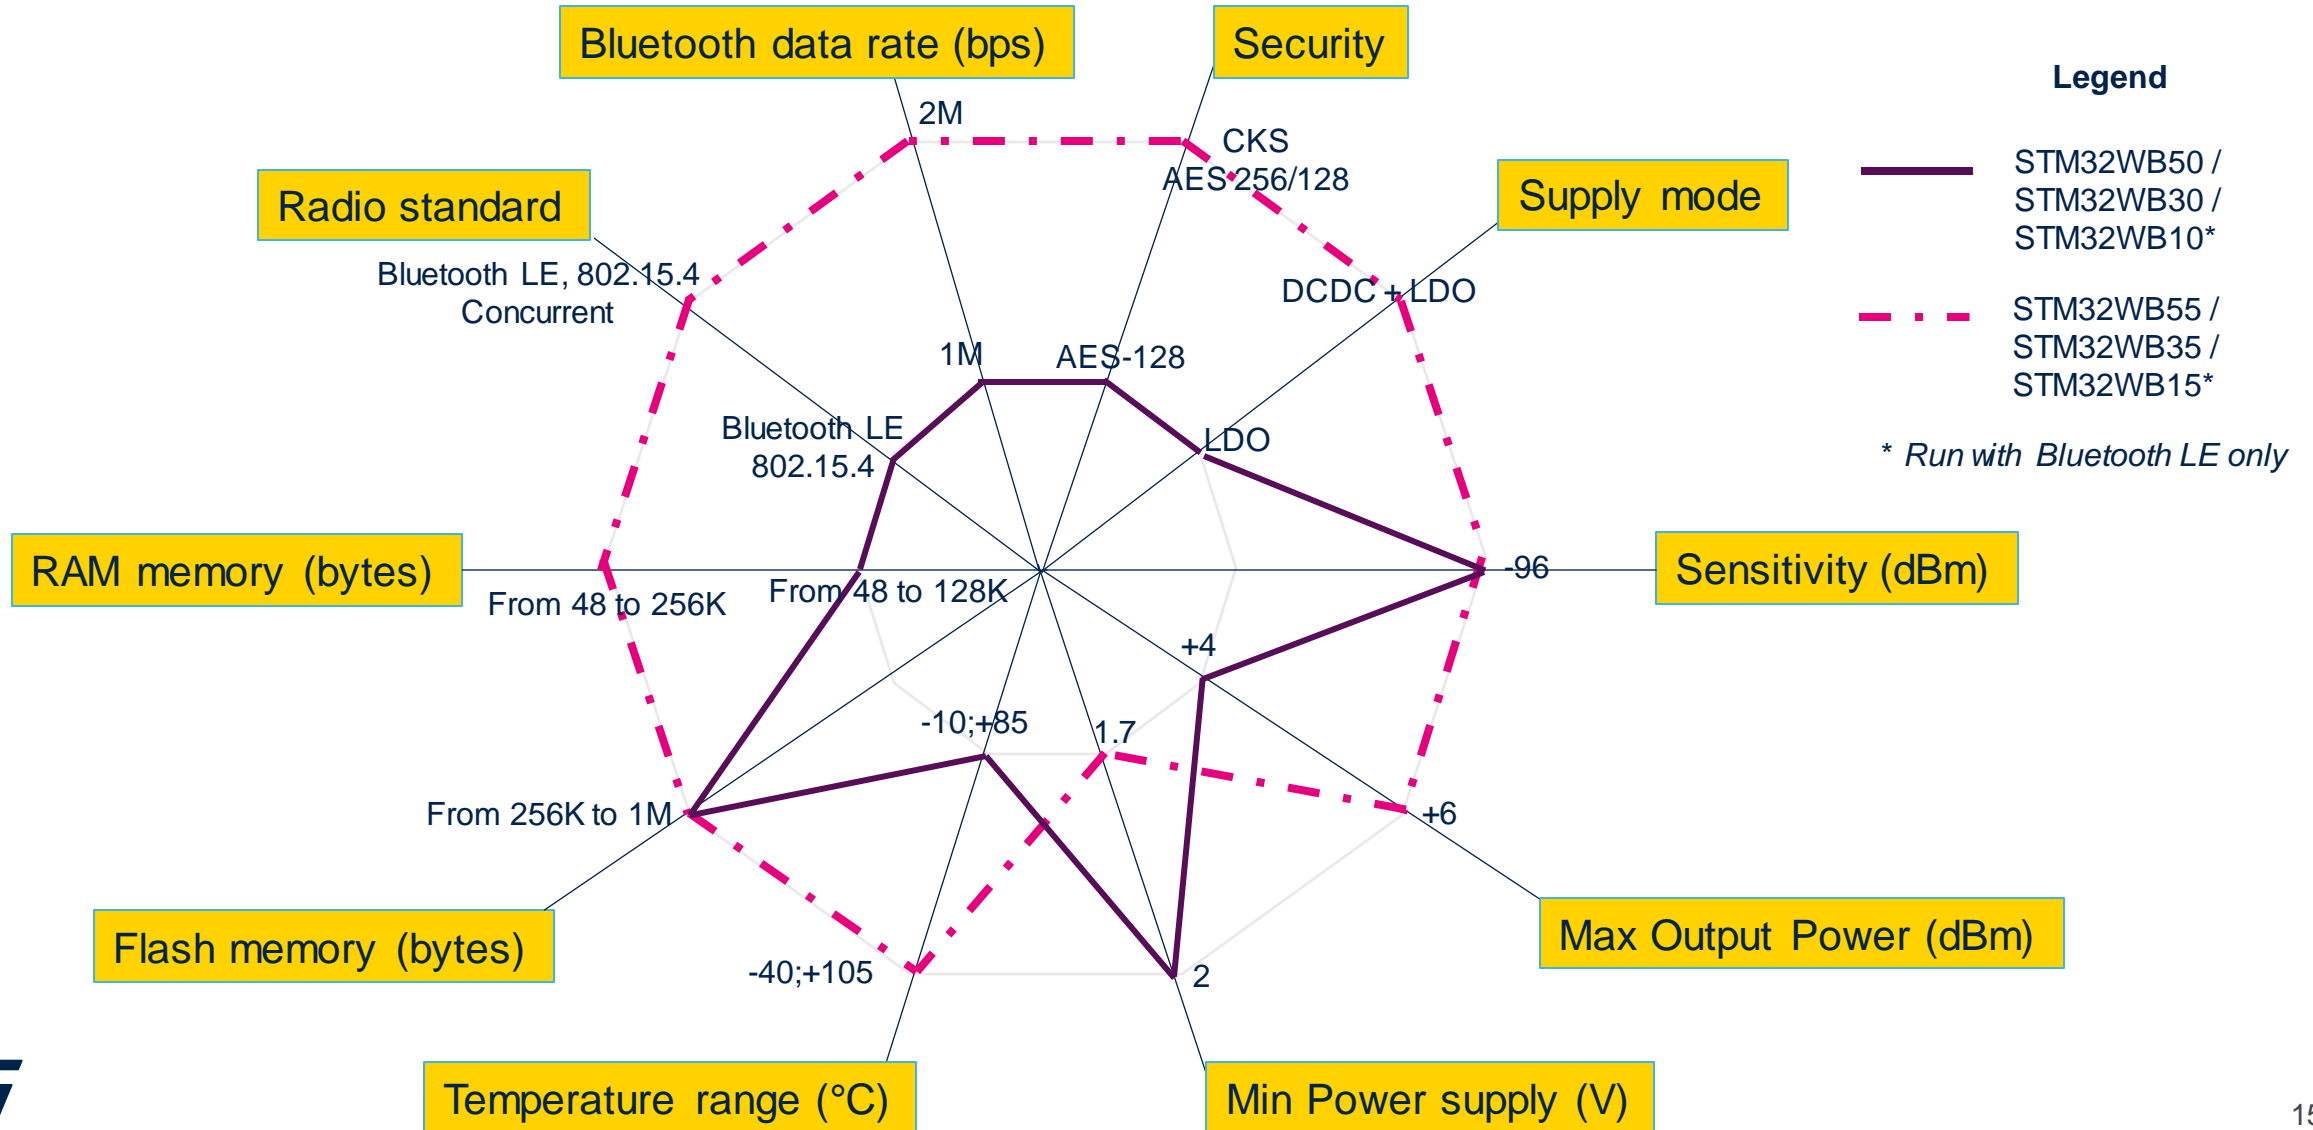 Bluetooth data rate (bps)
Security
Legend
2M
CKS
AES 256/128
STM32WB50 /
STM32WB30 /
STM32WB10*
Radio standard
Supply mode
Bluetooth LE, 802.15.4
Concurrent
DCDC + LDO
STM32WB55 /
STM32WB35 /
STM32WB15*
1M
AES-128
Bluetooth LE
802.15.4
LDO
* Run with Bluetooth LE only
RAM memory (bytes)
From 48 to 256K
From 48 to 128K
-96
Sensitivity (dBm)
+4
-10;+85
1.7
From 256K to 1M
+6
Flash memory (bytes)
Max Output Power (dBm)
-40;+105
2
Temperature range (°C)
Min Power supply (V)
15